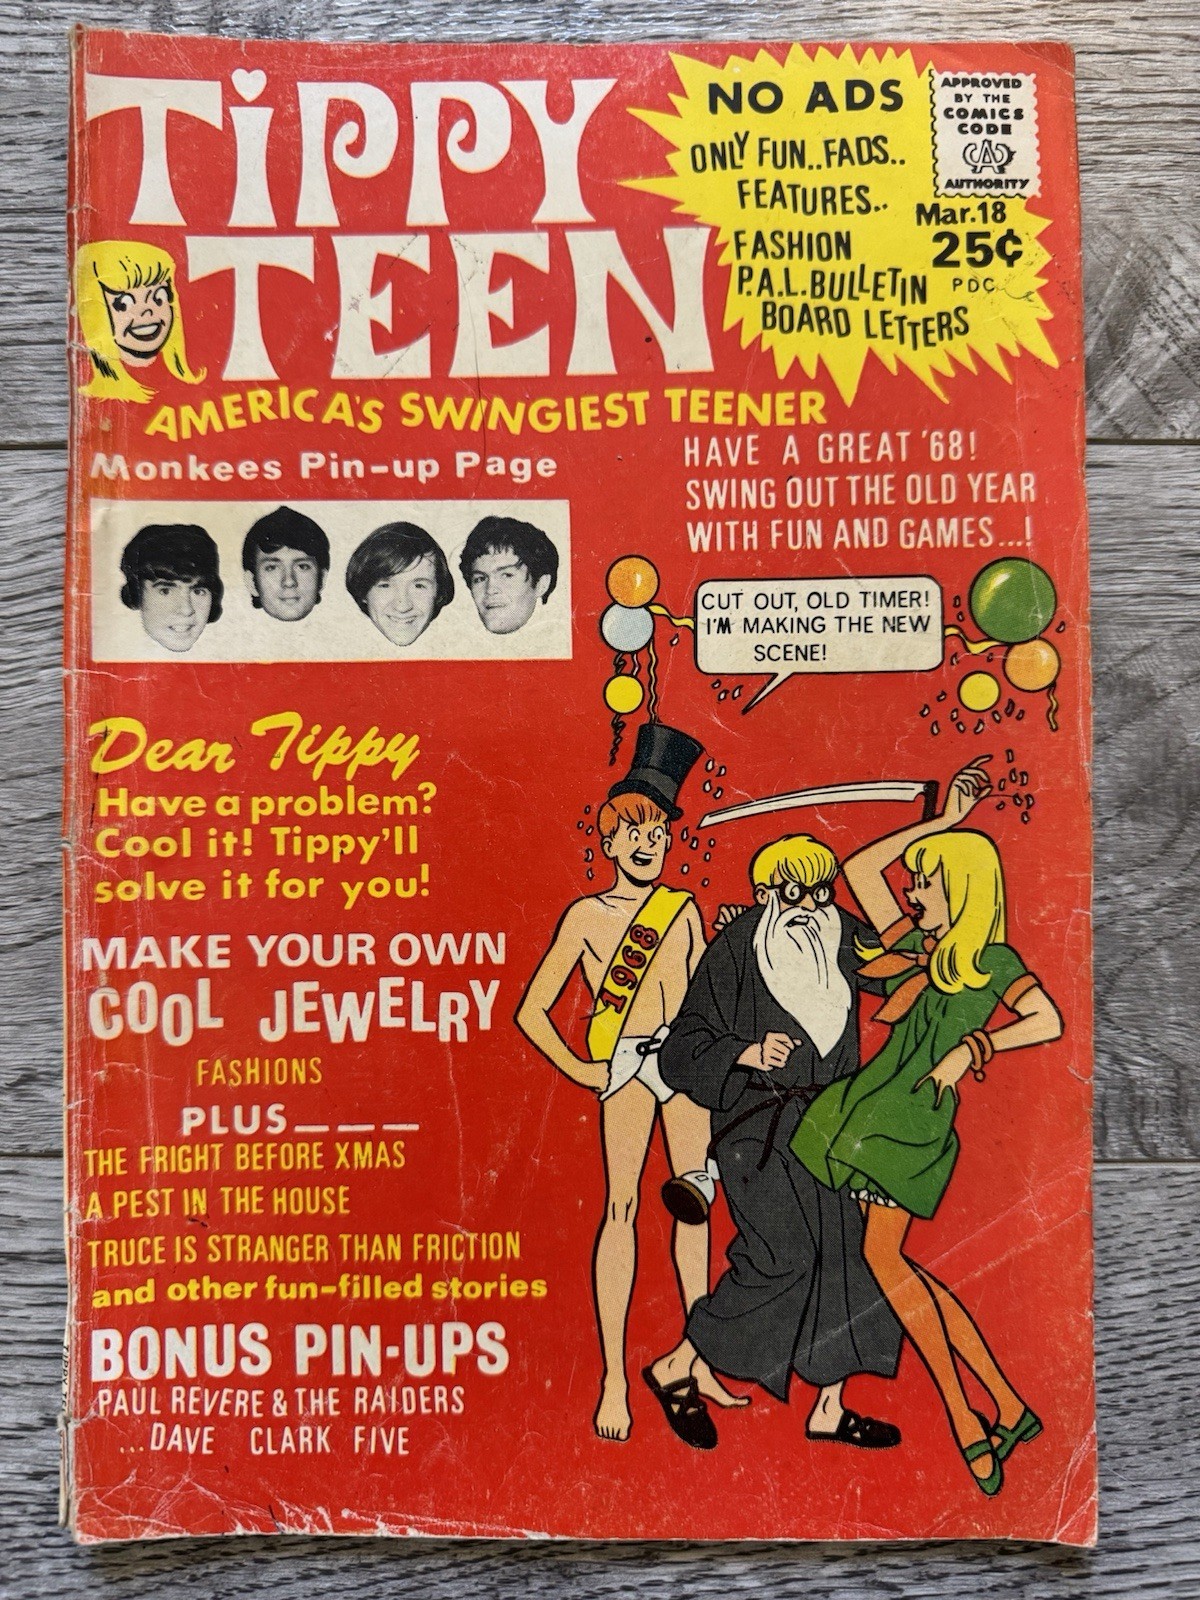 TiPPY
TEEN
NO ADS
ONLY FUN..FADS..
FEATURES..
FASHION
P.A.L. BULLETIN
BOARD LETTERS
APPROVED
BY THE
COMICS
CODE
CA
AUTHORITY
Mar.18
25¢
PDC
AMERICA'S SWINGIEST TEENER
Monkees Pin-up Page
HAVE A GREAT '68!
SWING OUT THE OLD YEAR
WITH FUN AND GAMES...!
CUT OUT, OLD TIMER!
I'M MAKING THE NEW
SCENE!
Dear Tippy
Have a problem?
Cool it! Tippy'll
solve it for you!
1968
MAKE YOUR OWN
COOL JEWELRY
FASHIONS
PLUS___
THE FRIGHT BEFORE XMAS
A PEST IN THE HOUSE
TRUCE IS STRANGER THAN FRICTION
and other fun-filled stories
BONUS PIN-UPS
PAUL REVERE & THE RAIDERS
...DAVE CLARK FIVE